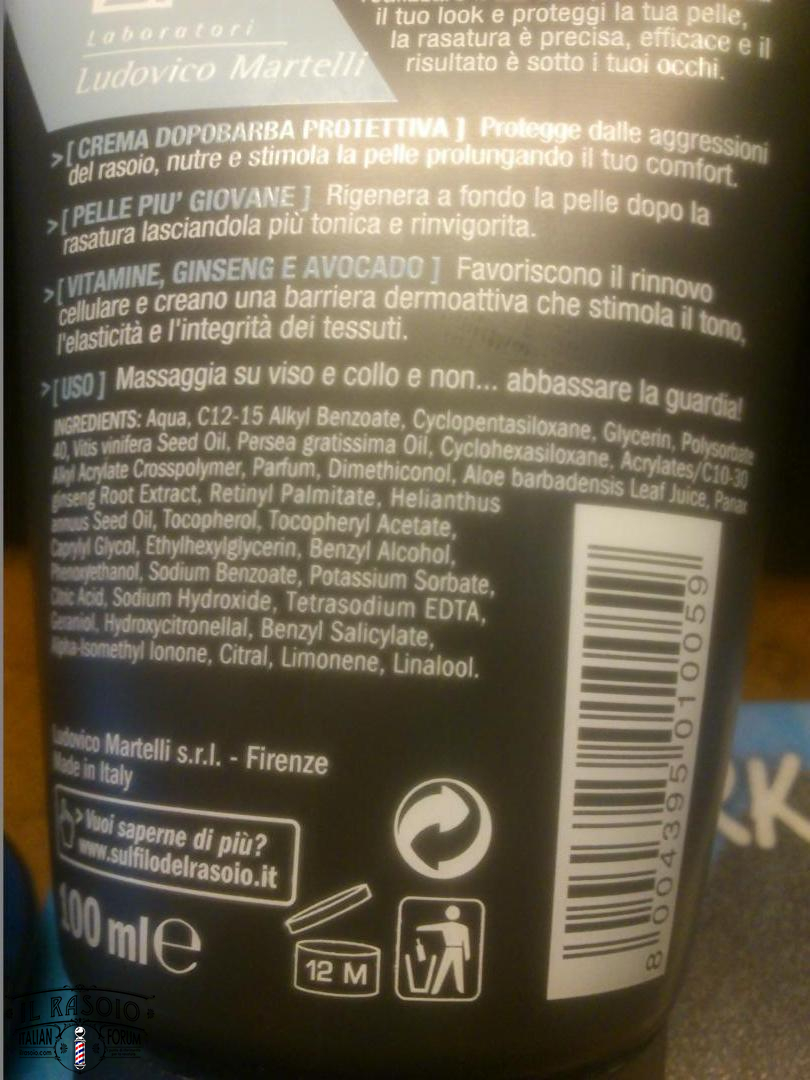 Laboratori
Ludovico Martelli
il tuo look e proteggi la tua pelle,
la rasatura è precisa, efficace e il
risultato è sotto i tuoi occhi.
>[ CREMA DOPOBARBA PROTETTIVA ] Protegge dalle aggressioni
del rasoio, nutre e stimola la pelle prolungando il tuo comfort.
>[ PELLE PIU' GIOVANE ] Rigenera a fondo la pelle dopo la
rasatura lasciandola più tonica e rinvigorita.
>[ VITAMINE, GINSENG E AVOCADO ] Favoriscono il rinnovo
cellulare e creano una barriera dermoattiva che stimola il tono,
l'elasticità e l'integrità dei tessuti.
>[ USO ] Massaggia su viso e collo e non... abbassare la guardia!
INGREDIENTS: Aqua, C12-15 Alkyl Benzoate, Cyclopentasiloxane, Glycerin, Polysorbate
40, Vitis vinifera Seed Oil, Persea gratissima Oil, Cyclohexasiloxane, Acrylates/C10-30
Alkyl Acrylate Crosspolymer, Parfum, Dimethiconol, Aloe barbadensis Leaf Juice, Panax
ginseng Root Extract, Retinyl Palmitate, Helianthus
annuus Seed Oil, Tocopherol, Tocopheryl Acetate,
Caprylyl Glycol, Ethylhexylglycerin, Benzyl Alcohol,
Phenoxyethanol, Sodium Benzoate, Potassium Sorbate,
Citric Acid, Sodium Hydroxide, Tetrasodium EDTA,
Geraniol, Hydroxycitronellal, Benzyl Salicylate,
Alpha-Isomethyl Ionone, Citral, Limonene, Linalool.
Ludovico Martelli s.r.l. - Firenze
Made in Italy
>Vuoi saperne di più?
www.sulfilodelrasoio.it
100 ml e
12 M
8 004395 010059
RK
IL RASOIO
ITALIAN FORUM